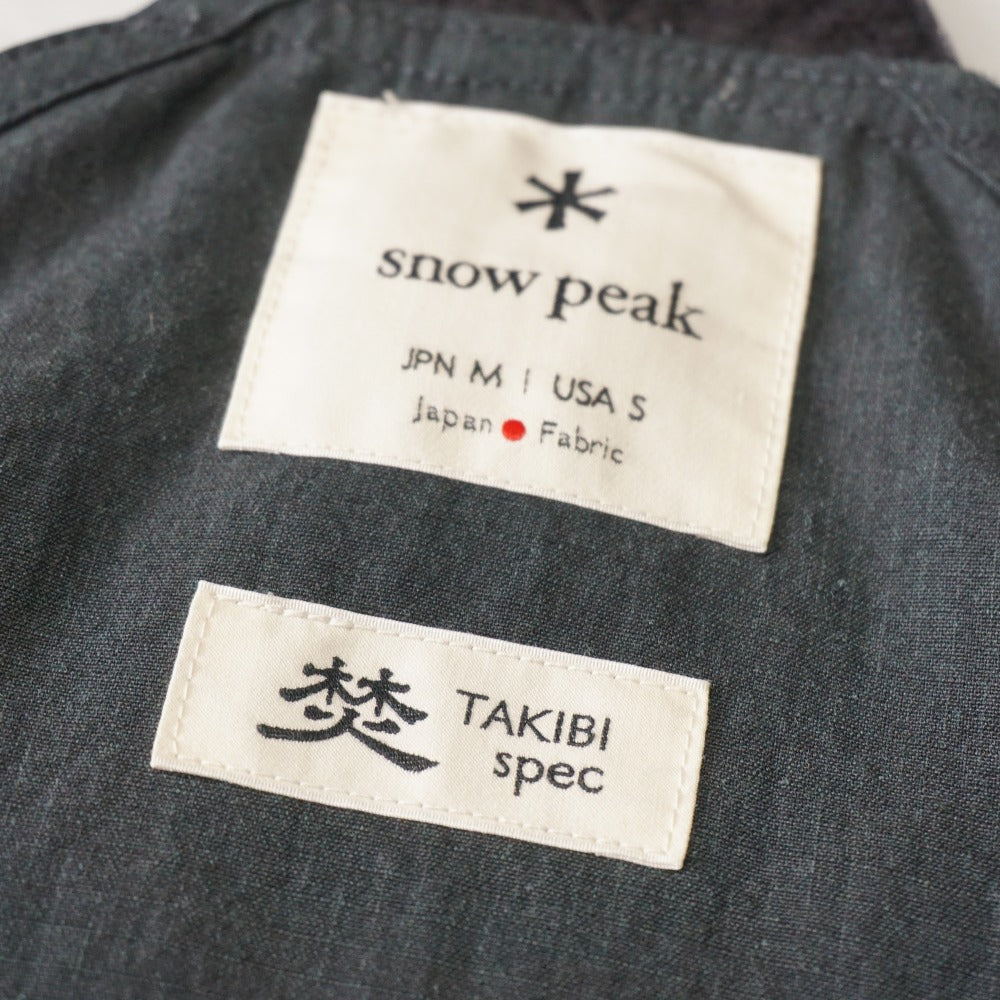 snow peak
JPN M | USA S
Japan ● Fabric
焚 TAKIBI
spec